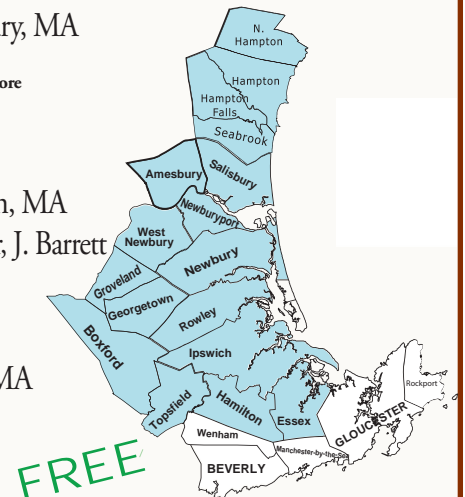 ry, MA
ore
n, MA
r, J. Barrett
MA
FREE
N.
Hampton
Hampton
Hampton
Falls
Seabrook
Amesbury
Salisbury
Newburyport
West
Newbury
Newbury
Groveland
Georgetown
Rowley
Boxford
Ipswich
Topsfield
Hamilton
Essex
GLOUCESTER
Rockport
Wenham
Manchester-by-the-Sea
BEVERLY